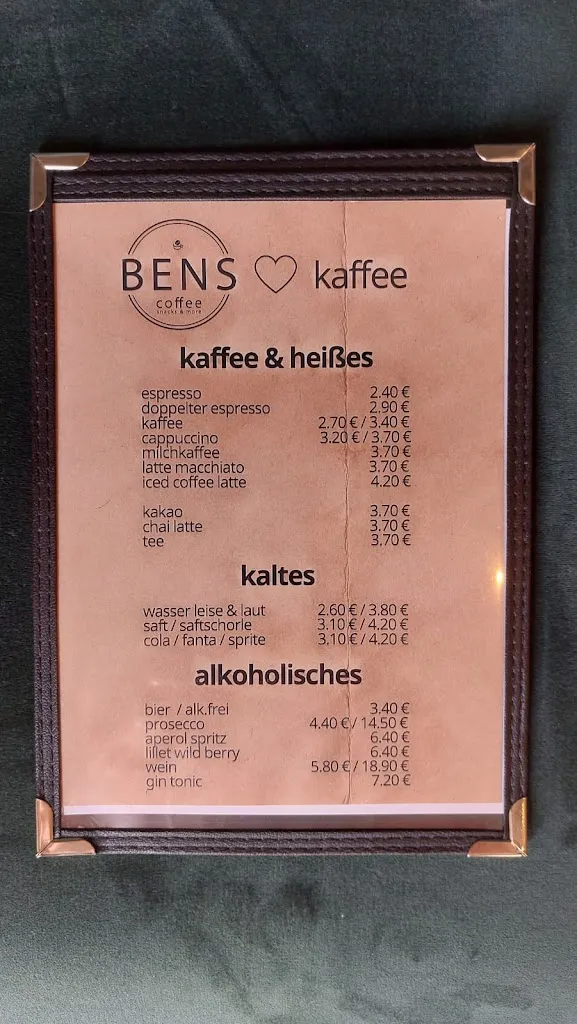 BENS ♡ kaffee
coffee
snacks & more
kaffee & heißes
espresso 2.40 €
doppelter espresso 2.90 €
kaffee 2.70 € / 3.40 €
cappuccino 3.20 € / 3.70 €
milchkaffee 3.70 €
latte macchiato 3.70 €
iced coffee latte 4.20 €
kakao 3.70 €
chai latte 3.70 €
tee 3.70 €
kaltes
wasser leise & laut 2.60 € / 3.80 €
saft / saftschorle 3.10 € / 4.20 €
cola / fanta / sprite 3.10 € / 4.20 €
alkoholisches
bier / alk.frei 3.40 €
prosecco 4.40 € / 14.50 €
aperol spritz 6.40 €
lillet wild berry 6.40 €
wein 5.80 € / 18.90 €
gin tonic 7.20 €